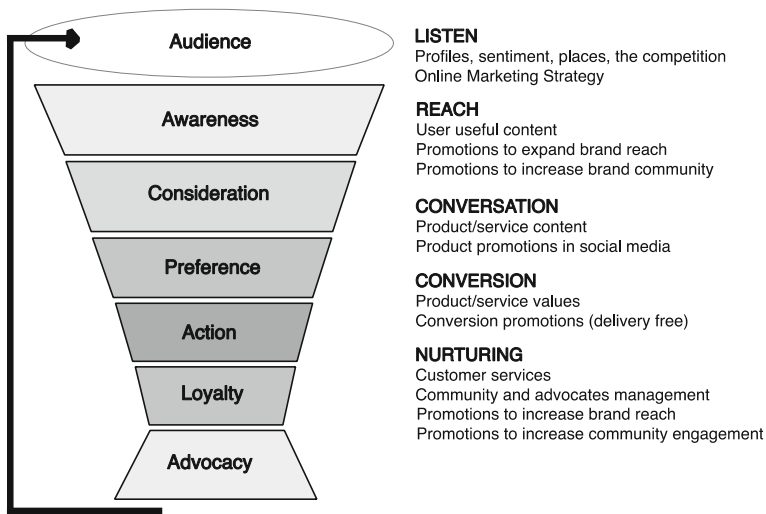 Audience
Awareness
Consideration
Preference
Action
Loyalty
Advocacy
LISTEN
Profiles, sentiment, places, the competition
Online Marketing Strategy
REACH
User useful content
Promotions to expand brand reach
Promotions to increase brand community
CONVERSATION
Product/service content
Product promotions in social media
CONVERSION
Product/service values
Conversion promotions (delivery free)
NURTURING
Customer services
Community and advocates management
Promotions to increase brand reach
Promotions to increase community engagement